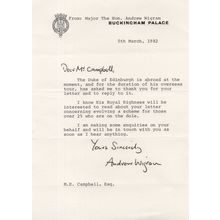 From: Major The Hon. Andrew Wigram
BUCKINGHAM PALACE
5th March, 1982
Dear Mr Campbell,
The Duke of Edinburgh is abroad at the
moment, and for the duration of his overseas
tour, has asked me to thank you for your
letter and to reply to it.
I know His Royal Highness will be
interested to read about your letter
concerning evolving a scheme for those
over 25 who are on the dole.
I am making some enquiries on your
behalf and will be in touch with you as
soon as I hear anything.
Yours Sincerely
Andrew Wigram
M.E. Campbell, Esq.